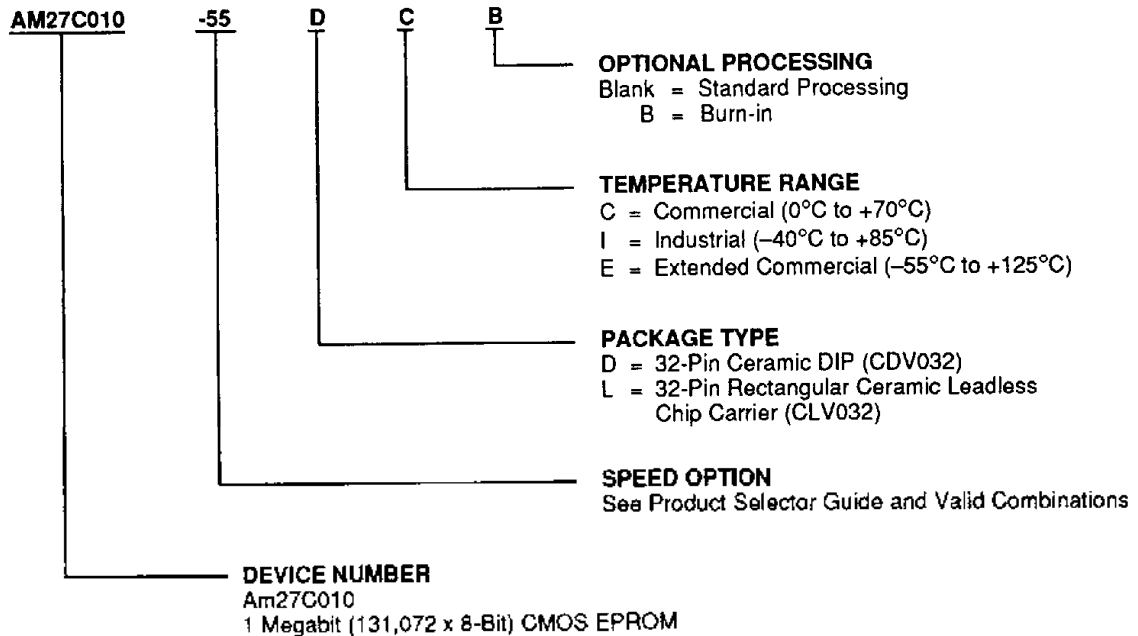 AM27C010 -55 D C B
OPTIONAL PROCESSING
Blank = Standard Processing
B = Burn-in
TEMPERATURE RANGE
C = Commercial (0°C to +70°C)
I = Industrial (–40°C to +85°C)
E = Extended Commercial (–55°C to +125°C)
PACKAGE TYPE
D = 32-Pin Ceramic DIP (CDV032)
L = 32-Pin Rectangular Ceramic Leadless
Chip Carrier (CLV032)
SPEED OPTION
See Product Selector Guide and Valid Combinations
DEVICE NUMBER
Am27C010
1 Megabit (131,072 x 8-Bit) CMOS EPROM